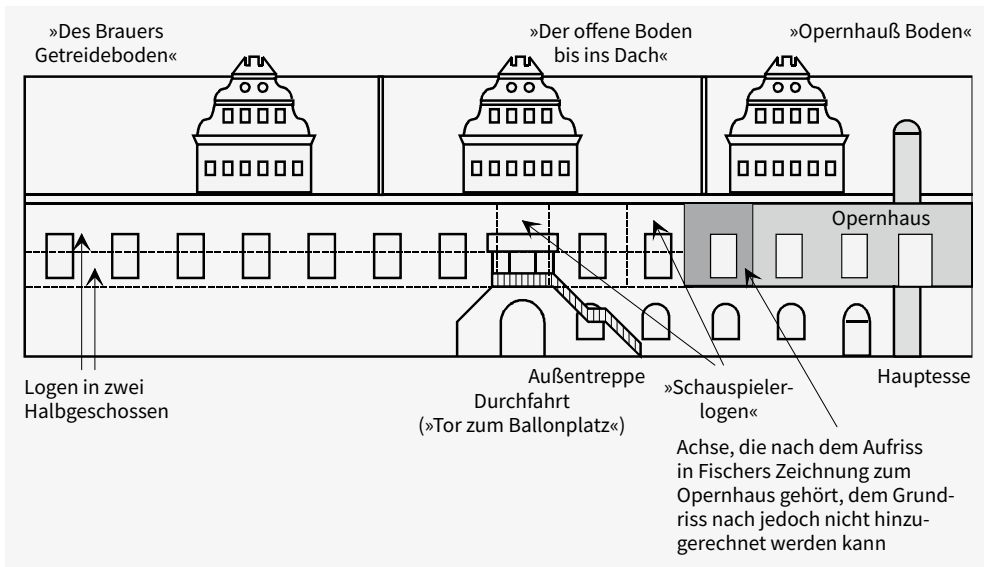 »Des Brauers
Getreideboden«
»Der offene Boden
bis ins Dach«
»Opernhauß Boden«
Opernhaus
Logen in zwei
Halbgeschossen
Außentreppe
Durchfahrt
(»Tor zum Ballonplatz«)
»Schauspieler-
logen«
Hauptesse
Achse, die nach dem Aufriss
in Fischers Zeichnung zum
Opernhaus gehört, dem Grund-
riss nach jedoch nicht hinzu-
gerechnet werden kann